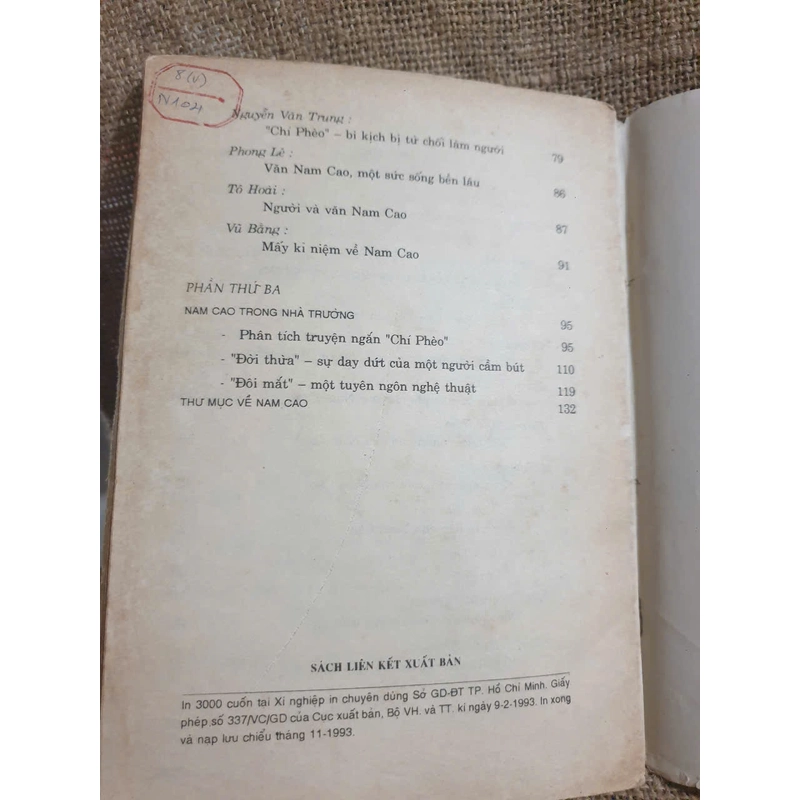 8(V)
N104
Nguyễn Văn Trung :
"Chí Phèo" – bi kịch bị từ chối làm người 79
Phong Lê :
Văn Nam Cao, một sức sống bền lâu 86
Tô Hoài :
Người và văn Nam Cao 87
Vũ Bằng :
Mấy kỉ niệm về Nam Cao 91
PHẦN THỨ BA
NAM CAO TRONG NHÀ TRƯỜNG 95
- Phân tích truyện ngắn "Chí Phèo" 95
- "Đời thừa" – sự day dứt của một người cầm bút 110
- "Đôi mắt" – một tuyên ngôn nghệ thuật 119
THƯ MỤC VỀ NAM CAO 132
SÁCH LIÊN KẾT XUẤT BẢN
In 3000 cuốn tại Xí nghiệp in chuyên dùng Sở GD-ĐT TP. Hồ Chí Minh. Giấy
phép số 337/VC/GD của Cục xuất bản, Bộ VH. và TT. kí ngày 9-2-1993. In xong
và nạp lưu chiểu tháng 11-1993.